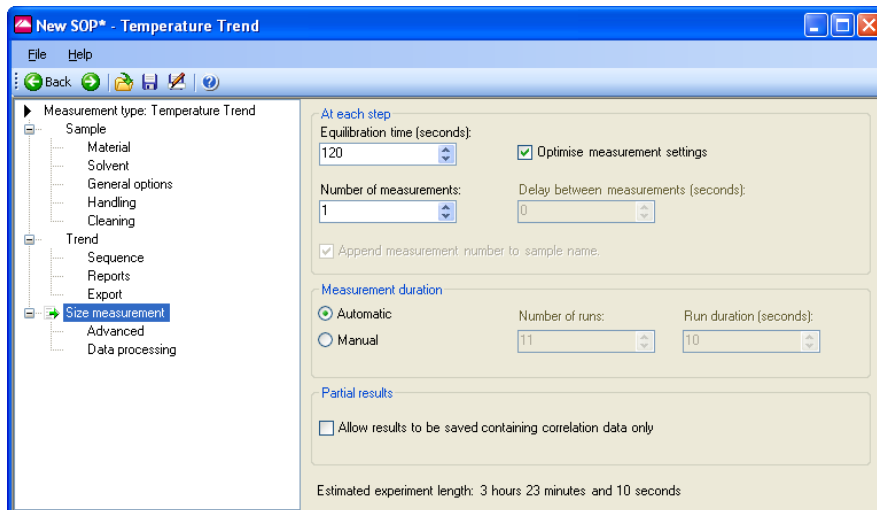 New SOP* - Temperature Trend
File Help
Back
Measurement type: Temperature Trend
Sample
Material
Solvent
General options
Handling
Cleaning
Trend
Sequence
Reports
Export
Size measurement
Advanced
Data processing
At each step
Equilibration time (seconds):
120
Optimise measurement settings
Number of measurements: Delay between measurements (seconds):
1 0
Append measurement number to sample name.
Measurement duration
Automatic Number of runs: Run duration (seconds):
Manual 11 10
Partial results
Allow results to be saved containing correlation data only
Estimated experiment length: 3 hours 23 minutes and 10 seconds